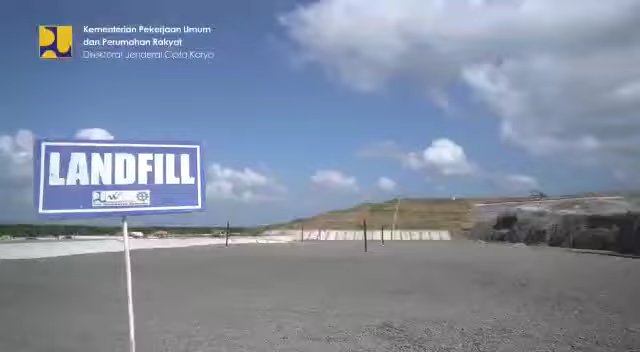 Kementerian Pekerjaan Umum
dan Perumahan Rakyat
Direktorat Jenderal Cipta Karya
LANDFILL